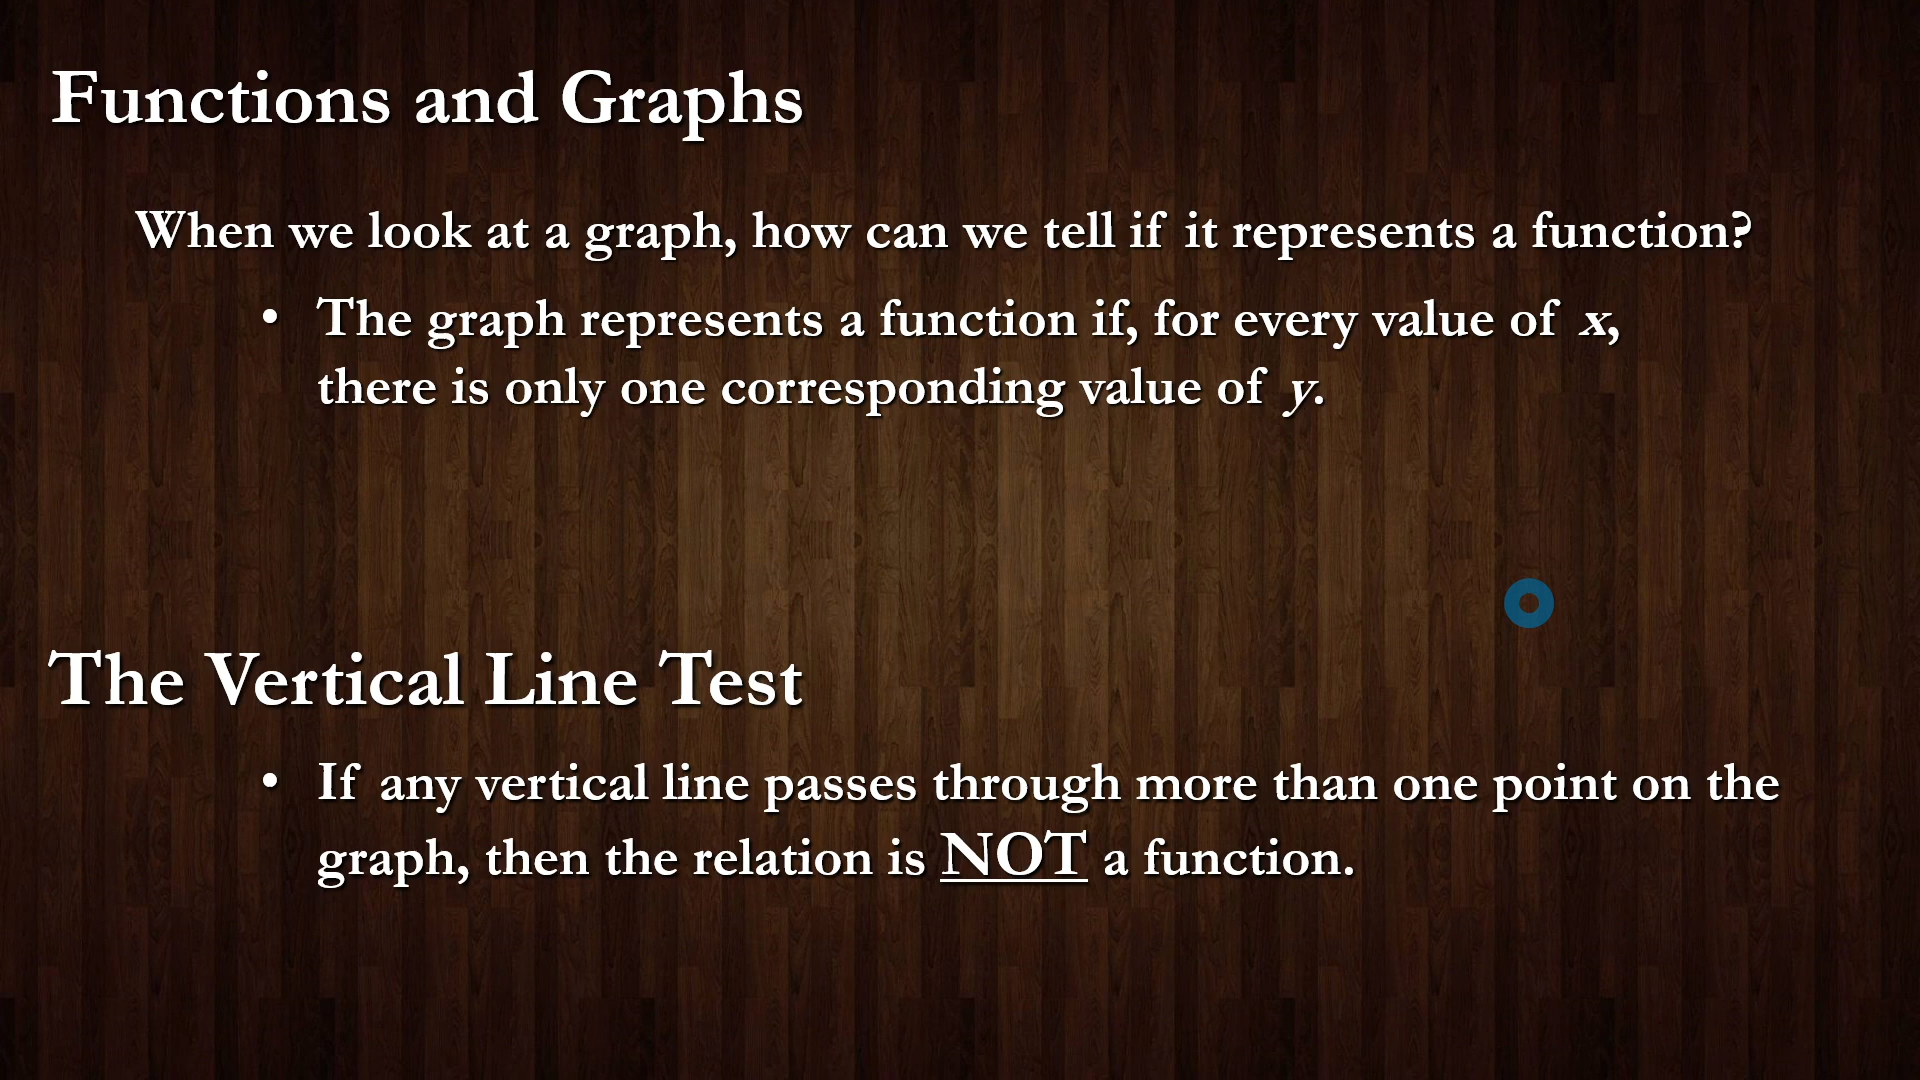 Functions and Graphs
When we look at a graph, how can we tell if it represents a function?
• The graph represents a function if, for every value of x,
there is only one corresponding value of y.
The Vertical Line Test
• If any vertical line passes through more than one point on the
graph, then the relation is NOT a function.